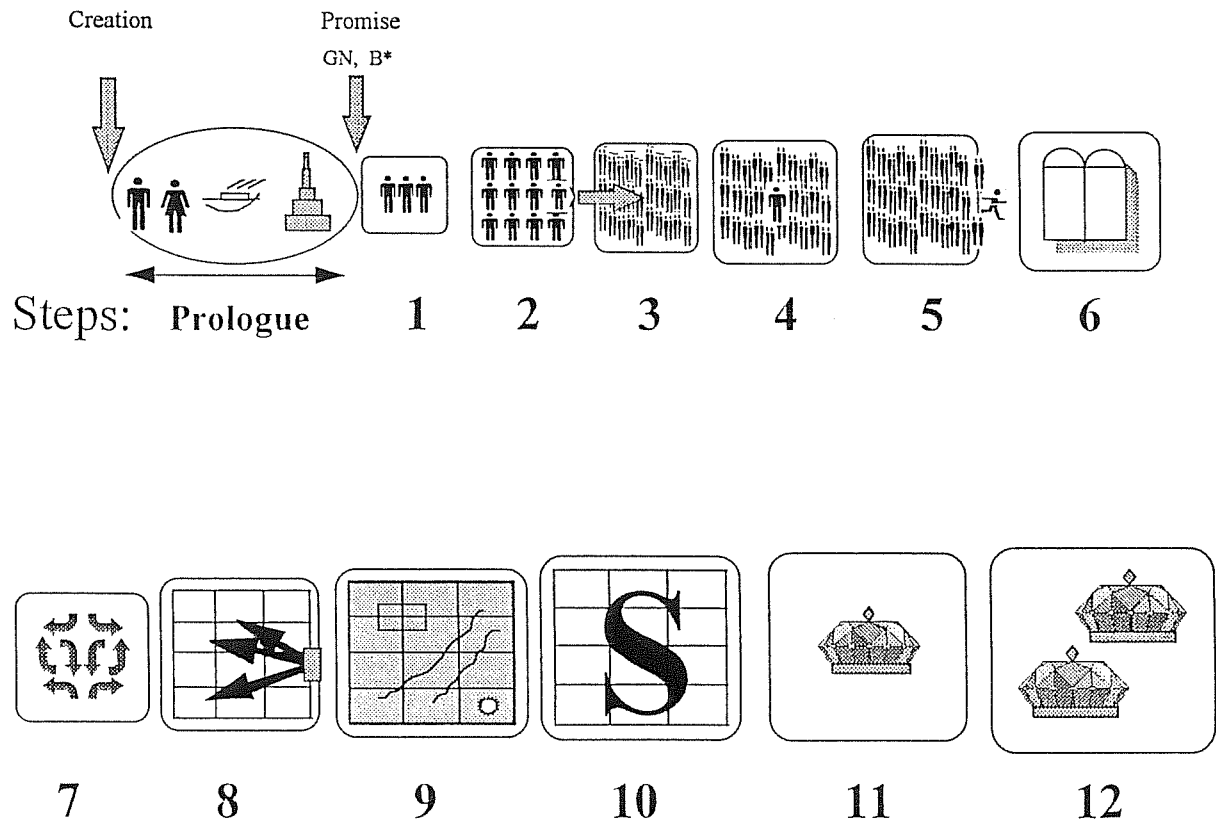 Creation
Promise
GN, B*
Steps: Prologue 1 2 3 4 5 6
S
7 8 9 10 11 12